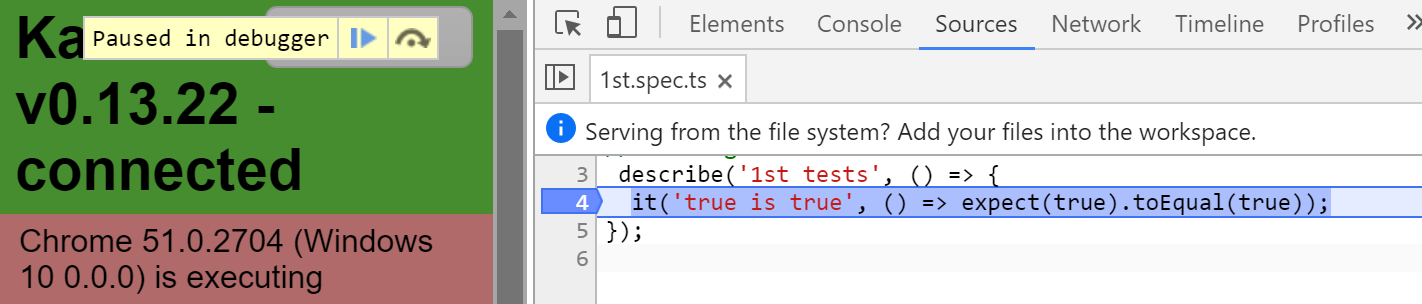 Ka
Paused in debugger
v0.13.22 -
connected
Chrome 51.0.2704 (Windows
10 0.0.0) is executing
Elements Console Sources Network Timeline Profiles »
1st.spec.ts ×
Serving from the file system? Add your files into the workspace.
3 describe('1st tests', () => {
4 it('true is true', () => expect(true).toEqual(true));
5 });
6